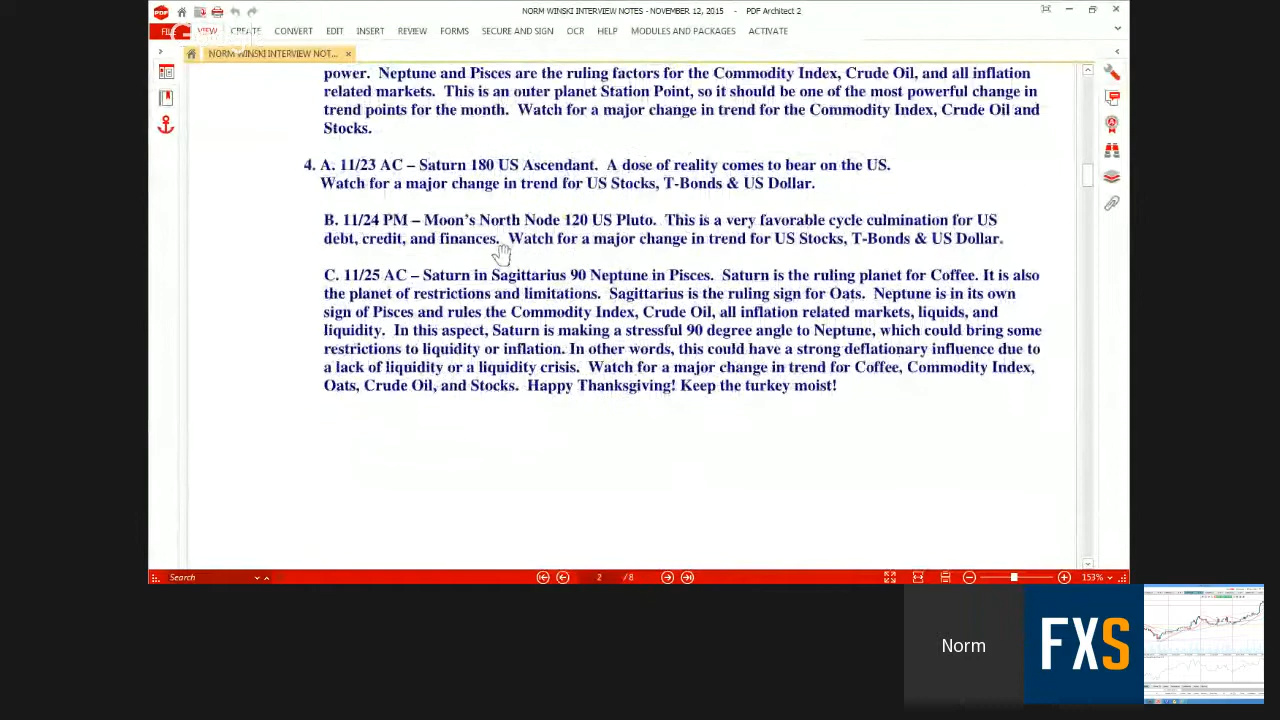 NORM WINSKI INTERVIEW NOTES - NOVEMBER 12, 2015 - PDF Architect 2
FILE VIEW CREATE CONVERT EDIT INSERT REVIEW FORMS SECURE AND SIGN OCR HELP MODULES AND PACKAGES ACTIVATE
NORM WINSKI INTERVIEW NOT...
power. Neptune and Pisces are the ruling factors for the Commodity Index, Crude Oil, and all inflation
related markets. This is an outer planet Station Point, so it should be one of the most powerful change in
trend points for the month. Watch for a major change in trend for the Commodity Index, Crude Oil and
Stocks.
4. A. 11/23 AC – Saturn 180 US Ascendant. A dose of reality comes to bear on the US.
Watch for a major change in trend for US Stocks, T-Bonds & US Dollar.
B. 11/24 PM – Moon's North Node 120 US Pluto. This is a very favorable cycle culmination for US
debt, credit, and finances. Watch for a major change in trend for US Stocks, T-Bonds & US Dollar.
C. 11/25 AC – Saturn in Sagittarius 90 Neptune in Pisces. Saturn is the ruling planet for Coffee. It is also
the planet of restrictions and limitations. Sagittarius is the ruling sign for Oats. Neptune is in its own
sign of Pisces and rules the Commodity Index, Crude Oil, all inflation related markets, liquids, and
liquidity. In this aspect, Saturn is making a stressful 90 degree angle to Neptune, which could bring some
restrictions to liquidity or inflation. In other words, this could have a strong deflationary influence due to
a lack of liquidity or a liquidity crisis. Watch for a major change in trend for Coffee, Commodity Index,
Oats, Crude Oil, and Stocks. Happy Thanksgiving! Keep the turkey moist!
Search 2 /8 153%
Norm
FXS